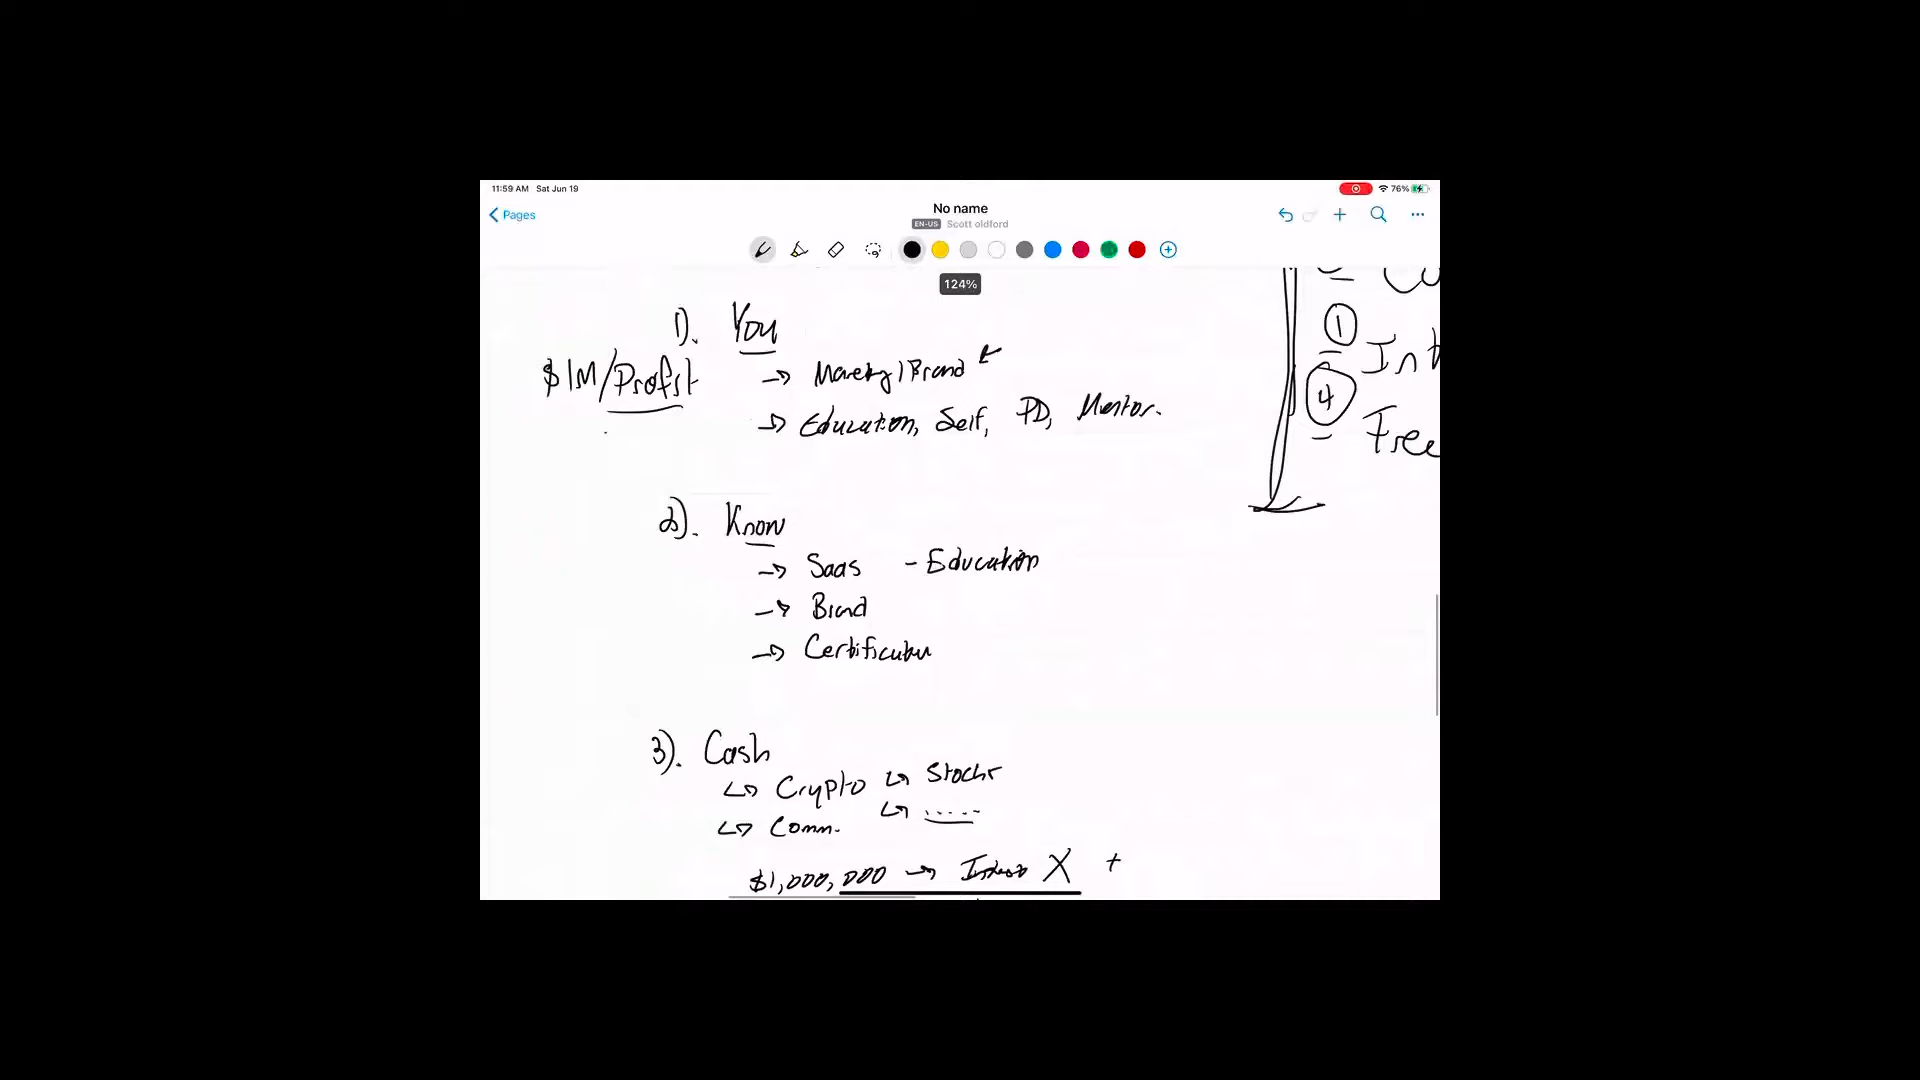 11:59 AM Sat Jun 19
76%
Pages
No name
EN-US Scott oldford
124%
1). You
$1M/Profit
→ / Brand
→ Education, Self, PD, Mentor.
2). Know
→ Saas - Education
→ Brand
→
3). Cash
↳ Crypto ↳ Stocks
↳ Comm. ↳ .....
$1,000,000 → X +
1
Int
4
Free